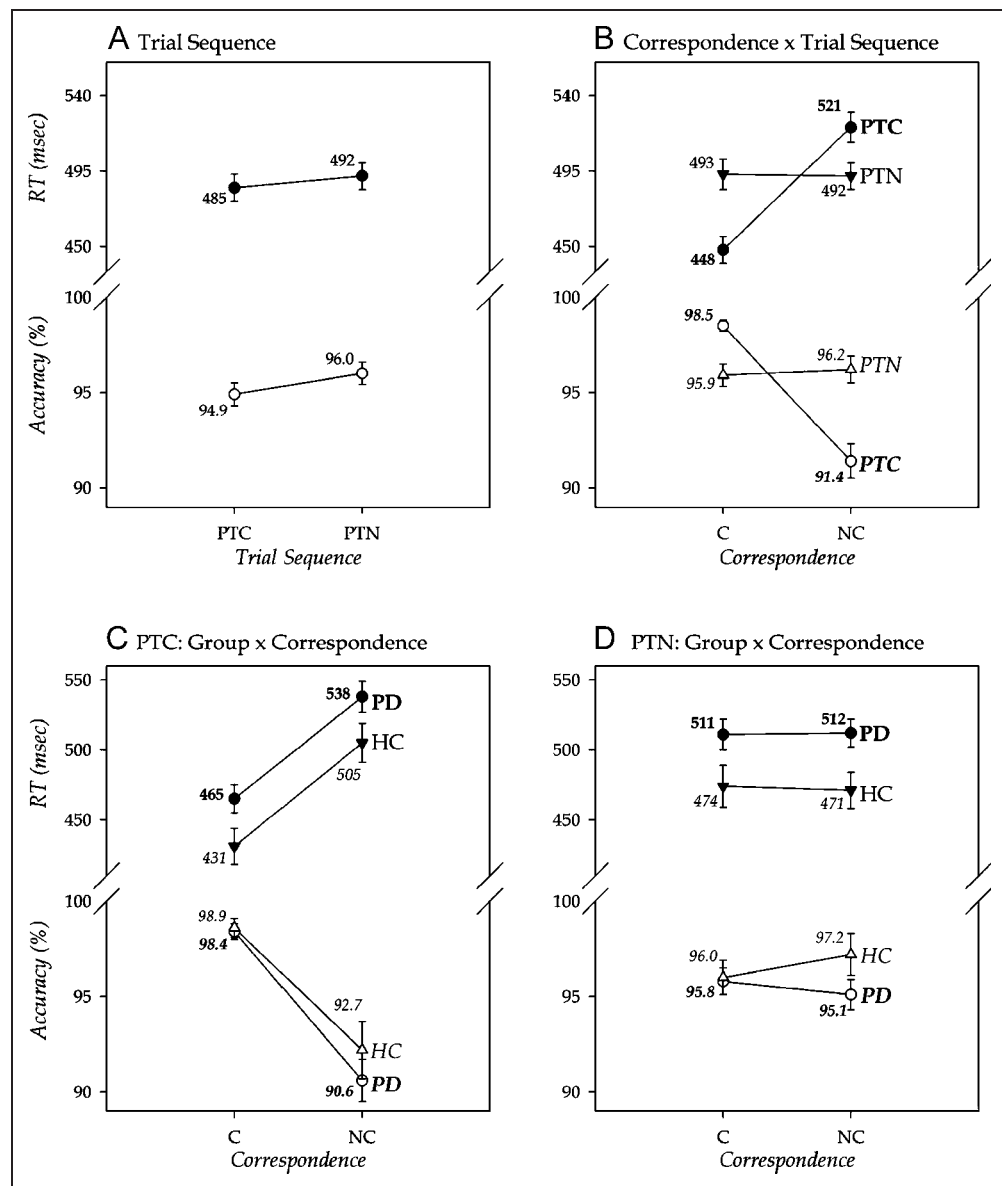 A Trial Sequence
540
495
450
RT (msec)
485
492
100
95
90
Accuracy (%)
94.9
96.0
PTC
PTN
Trial Sequence
B Correspondence x Trial Sequence
540
495
450
521
PTC
493
PTN
492
448
100
95
90
98.5
96.2
PTN
95.9
PTC
91.4
C
NC
Correspondence
C PTC: Group x Correspondence
550
500
450
RT (msec)
538
PD
HC
505
465
431
100
95
90
Accuracy (%)
98.9
98.4
92.7
HC
PD
90.6
C
NC
Correspondence
D PTN: Group x Correspondence
550
500
450
511
512
PD
HC
474
471
100
95
90
97.2
96.0
HC
95.8
PD
95.1
C
NC
Correspondence